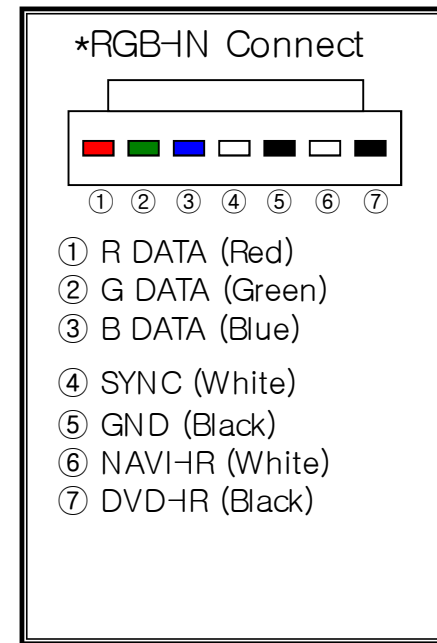 *RGB-IN Connect
① ② ③ ④ ⑤ ⑥ ⑦
① R DATA (Red)
② G DATA (Green)
③ B DATA (Blue)
④ SYNC (White)
⑤ GND (Black)
⑥ NAVI-IR (White)
⑦ DVD-IR (Black)